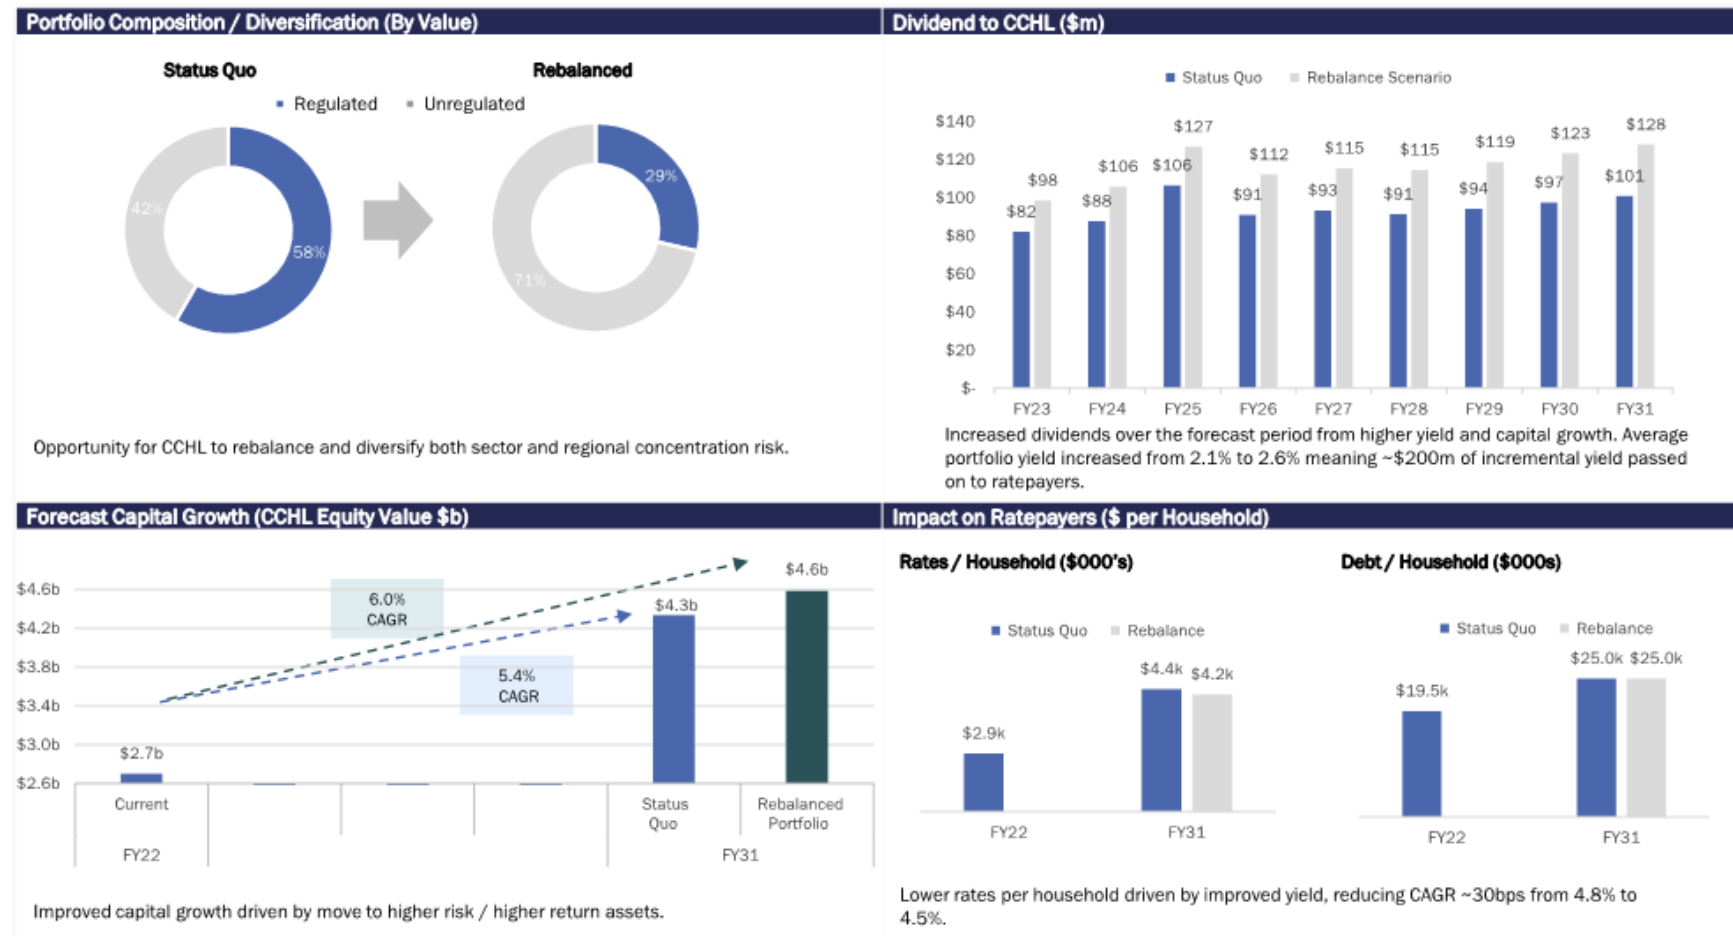 Portfolio Composition / Diversification (By Value)
Status Quo
Rebalanced
Regulated
Unregulated
42%
58%
29%
71%
Opportunity for CCHL to rebalance and diversify both sector and regional concentration risk.
Dividend to CCHL ($m)
Status Quo
Rebalance Scenario
$140
$120
$100
$80
$60
$40
$20
$-
$82
$98
$88
$106
$106
$127
$91
$112
$93
$115
$91
$115
$94
$119
$97
$123
$101
$128
FY23
FY24
FY25
FY26
FY27
FY28
FY29
FY30
FY31
Increased dividends over the forecast period from higher yield and capital growth. Average
portfolio yield increased from 2.1% to 2.6% meaning ~$200m of incremental yield passed
on to ratepayers.
Forecast Capital Growth (CCHL Equity Value $b)
$4.6b
$4.2b
$3.8b
$3.4b
$3.0b
$2.6b
6.0%
CAGR
5.4%
CAGR
$2.7b
$4.3b
$4.6b
Current
Status
Quo
Rebalanced
Portfolio
FY22
FY31
Improved capital growth driven by move to higher risk / higher return assets.
Impact on Ratepayers ($ per Household)
Rates / Household ($000's)
Status Quo
Rebalance
$2.9k
$4.4k
$4.2k
FY22
FY31
Debt / Household ($000s)
Status Quo
Rebalance
$19.5k
$25.0k
$25.0k
FY22
FY31
Lower rates per household driven by improved yield, reducing CAGR ~30bps from 4.8% to
4.5%.